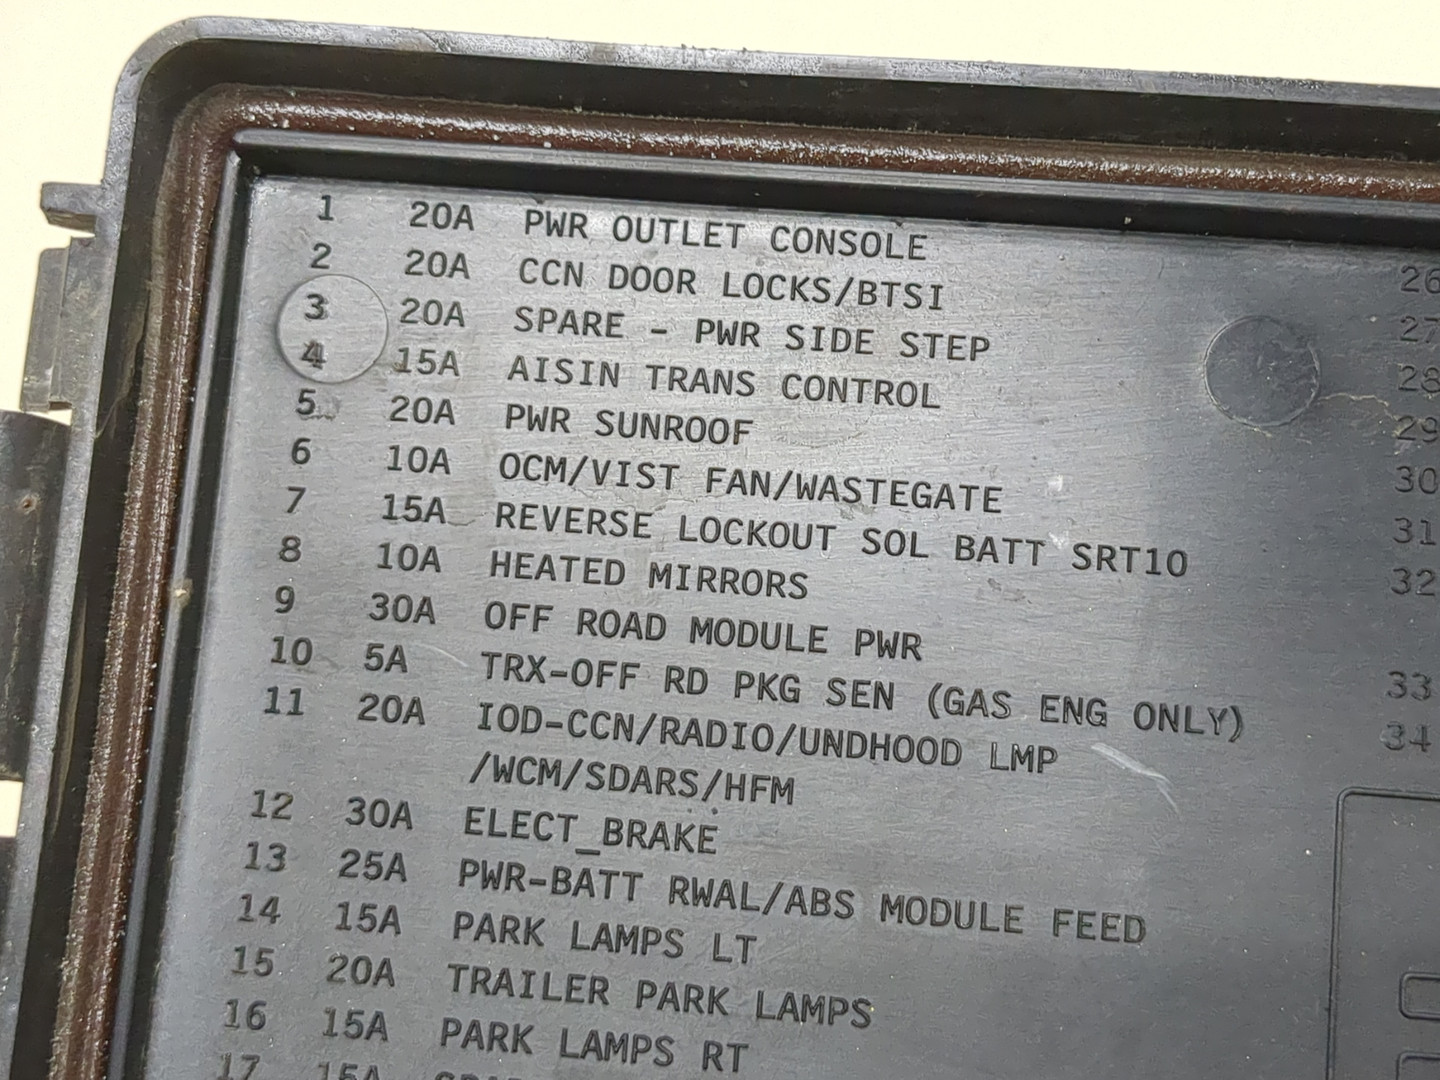 1 20A PWR OUTLET CONSOLE
2 20A CCN DOOR LOCKS/BTSI
3 20A SPARE - PWR SIDE STEP
4 15A AISIN TRANS CONTROL
5 20A PWR SUNROOF
6 10A OCM/VIST FAN/WASTEGATE
7 15A REVERSE LOCKOUT SOL BATT SRT10
8 10A HEATED MIRRORS
9 30A OFF ROAD MODULE PWR
10 5A TRX-OFF RD PKG SEN (GAS ENG ONLY)
11 20A IOD-CCN/RADIO/UNDHOOD LMP
/WCM/SDARS/HFM
12 30A ELECT_BRAKE
13 25A PWR-BATT RWAL/ABS MODULE FEED
14 15A PARK LAMPS LT
15 20A TRAILER PARK LAMPS
16 15A PARK LAMPS RT
17 15A
26
27
28
29
30
31
32
33
34